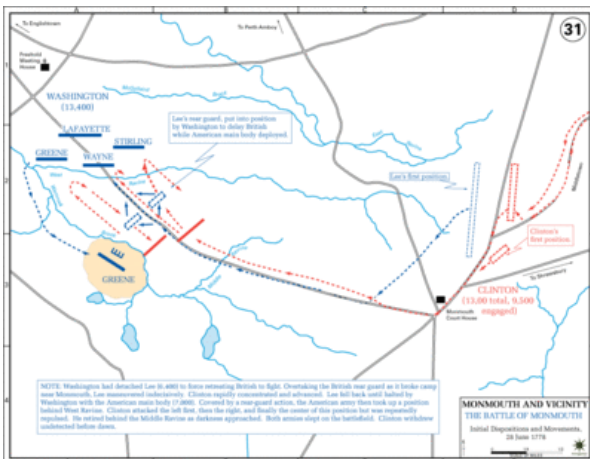 A B C D
31
To Englishtown
To Perth Amboy
Freehold
Meeting
House
1
2
3
4
WASHINGTON
(13,400)
LAFAYETTE
STIRLING
GREENE
WAYNE
Lee's rear guard, put into position
by Washington to delay British
while American main body deployed.
Lee's first position
Clinton's
first position
To Shrewsbury
GREENE
CLINTON
(13,00 total, 9,500
engaged)
Monmouth
Court House
NOTE: Washington had detached Lee (6,400) to force retreating British to fight. Overtaking the British rear guard as it broke camp
near Monmouth, Lee maneuvered indecisively. Clinton rapidly concentrated and advanced. Lee fell back until halted by
Washington with the American main body (7,000). Covered by a rear-guard action, the American army then took up a position
behind West Ravine. Clinton attacked the left first, then the right, and finally the center of this position but was repeatedly
repulsed. He retired behind the Middle Ravine as darkness approached. Both armies slept on the battlefield. Clinton withdrew
undetected before dawn.
MONMOUTH AND VICINITY
THE BATTLE OF MONMOUTH
Initial Dispositions and Movements,
28 June 1778